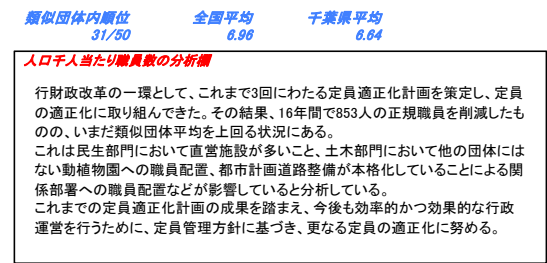 類似団体内順位 全国平均 千葉県平均
31/50 6.96 6.64
人口千人当たり職員数の分析欄
行財政改革の一環として、これまで3回にわたる定員適正化計画を策定し、定員
の適正化に取り組んできた。その結果、16年間で853人の正規職員を削減したも
のの、いまだ類似団体平均を上回る状況にある。
これは民生部門において直営施設が多いこと、土木部門において他の団体には
ない動植物園への職員配置、都市計画道路整備が本格化していることによる関
係部署への職員配置などが影響していると分析している。
これまでの定員適正化計画の成果を踏まえ、今後も効率的かつ効果的な行政
運営を行うために、定員管理方針に基づき、更なる定員の適正化に努める。